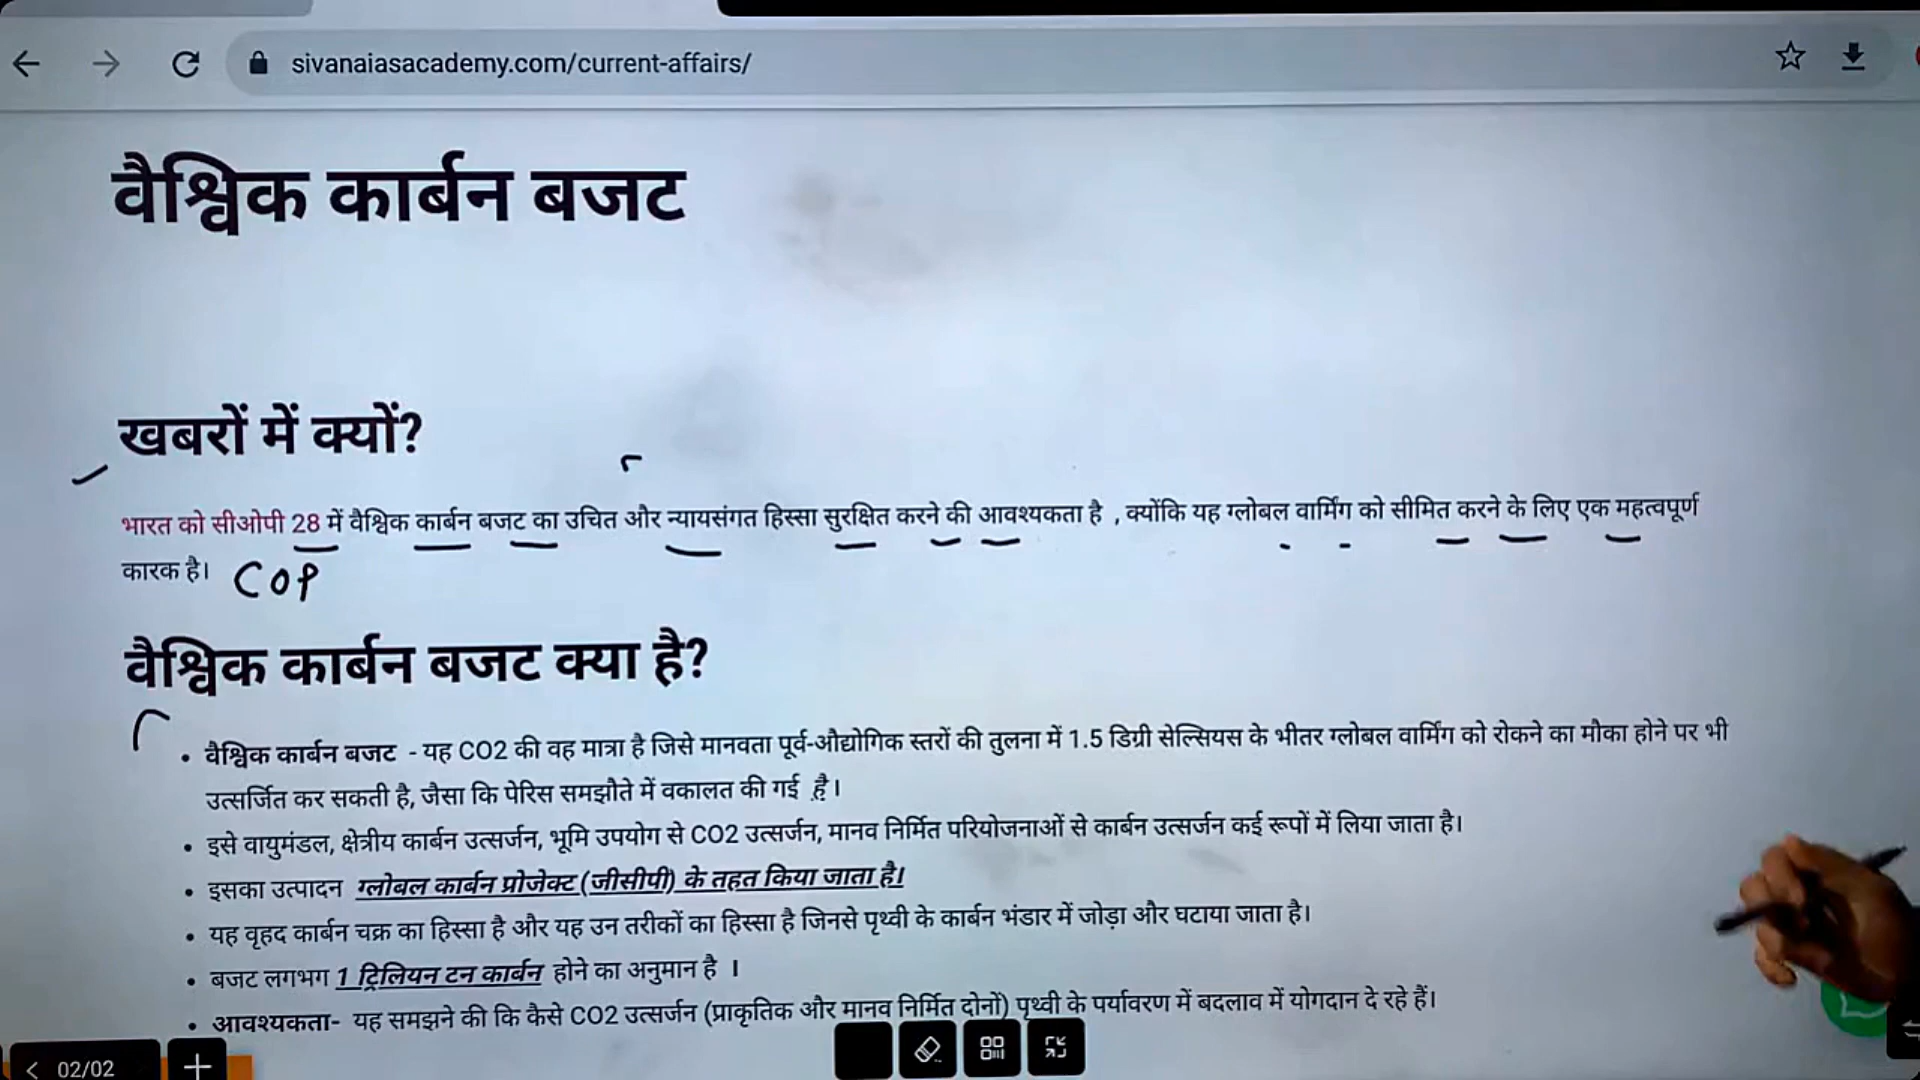 sivanaiasacademy.com/current-affairs/
वैश्विक कार्बन बजट
खबरों में क्यों?
भारत को सीओपी 28 में वैश्विक कार्बन बजट का उचित और न्यायसंगत हिस्सा सुरक्षित करने की आवश्यकता है , क्योंकि यह ग्लोबल वार्मिंग को सीमित करने के लिए एक महत्वपूर्ण
कारक है। COP
वैश्विक कार्बन बजट क्या है?
• वैश्विक कार्बन बजट - यह CO2 की वह मात्रा है जिसे मानवता पूर्व-औद्योगिक स्तरों की तुलना में 1.5 डिग्री सेल्सियस के भीतर ग्लोबल वार्मिंग को रोकने का मौका होने पर भी
उत्सर्जित कर सकती है, जैसा कि पेरिस समझौते में वकालत की गई है।
• इसे वायुमंडल, क्षेत्रीय कार्बन उत्सर्जन, भूमि उपयोग से CO2 उत्सर्जन, मानव निर्मित परियोजनाओं से कार्बन उत्सर्जन कई रूपों में लिया जाता है।
• इसका उत्पादन ग्लोबल कार्बन प्रोजेक्ट (जीसीपी) के तहत किया जाता है।
• यह वृहद कार्बन चक्र का हिस्सा है और यह उन तरीकों का हिस्सा है जिनसे पृथ्वी के कार्बन भंडार में जोड़ा और घटाया जाता है।
• बजट लगभग 1 ट्रिलियन टन कार्बन होने का अनुमान है ।
• आवश्यकता- यह समझने की कि कैसे CO2 उत्सर्जन (प्राकृतिक और मानव निर्मित दोनों) पृथ्वी के पर्यावरण में बदलाव में योगदान दे रहे हैं।
< 02/02 +